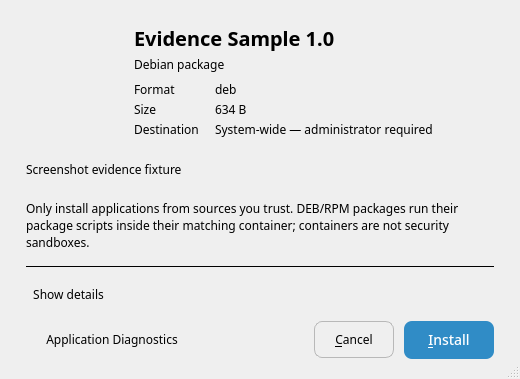 Evidence Sample 1.0
Debian package
Format deb
Size 634 B
Destination System-wide — administrator required
Screenshot evidence fixture
Only install applications from sources you trust. DEB/RPM packages run their
package scripts inside their matching container; containers are not security
sandboxes.
Show details
Application Diagnostics Cancel Install